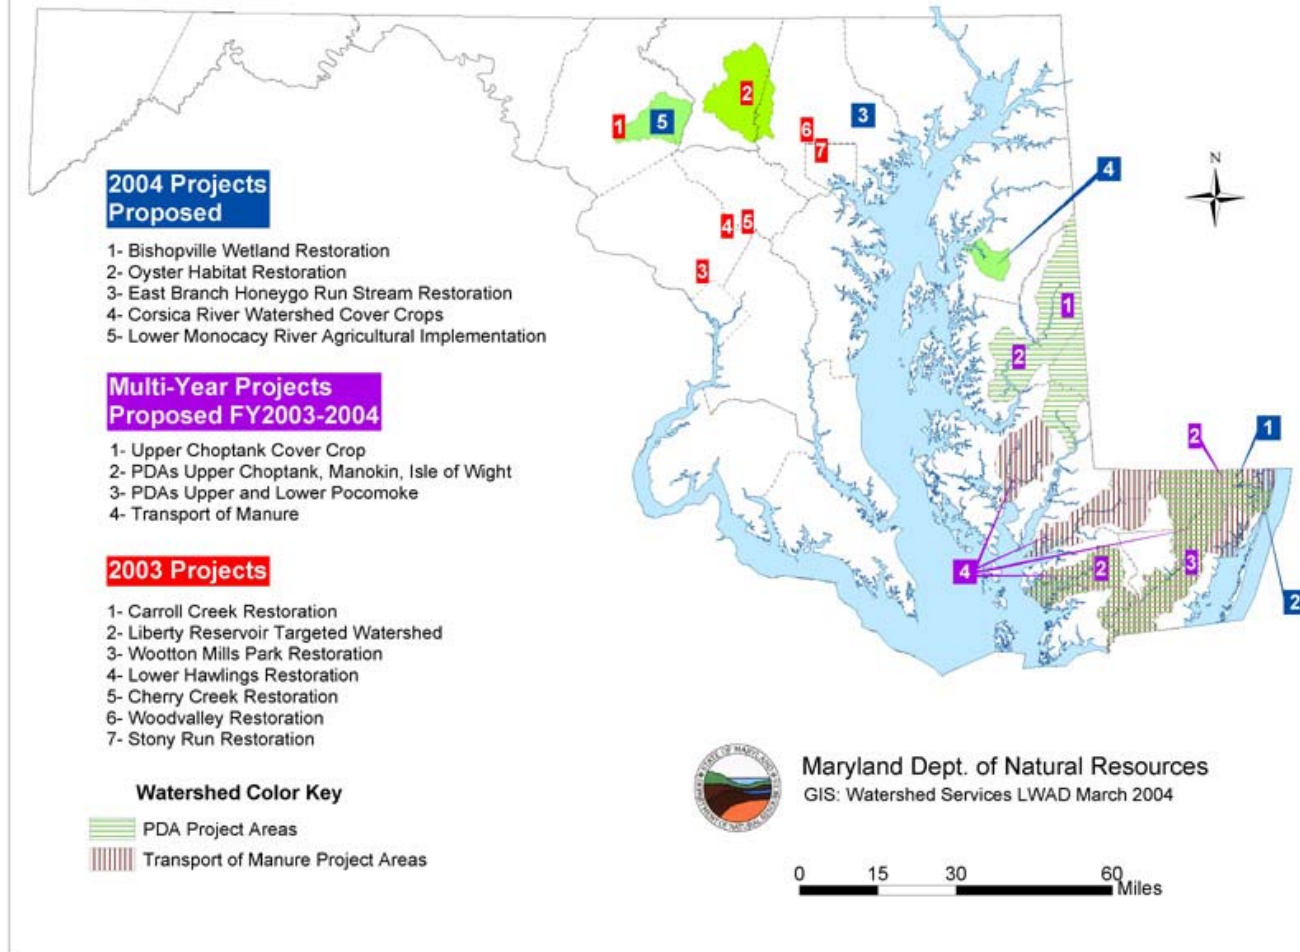 2004 Projects
Proposed
1- Bishopville Wetland Restoration
2- Oyster Habitat Restoration
3- East Branch Honeygo Run Stream Restoration
4- Corsica River Watershed Cover Crops
5- Lower Monocacy River Agricultural Implementation
Multi-Year Projects
Proposed FY2003-2004
1- Upper Choptank Cover Crop
2- PDAs Upper Choptank, Manokin, Isle of Wight
3- PDAs Upper and Lower Pocomoke
4- Transport of Manure
2003 Projects
1- Carroll Creek Restoration
2- Liberty Reservoir Targeted Watershed
3- Wootton Mills Park Restoration
4- Lower Hawlings Restoration
5- Cherry Creek Restoration
6- Woodvalley Restoration
7- Stony Run Restoration
Watershed Color Key
PDA Project Areas
Transport of Manure Project Areas
1
5
2
6
7
3
4
5
3
4
N
1
2
2
1
4
2
3
2
STATE OF MARYLAND
DEPARTMENT OF NATURAL RESOURCES
Maryland Dept. of Natural Resources
GIS: Watershed Services LWAD March 2004
0 15 30 60
Miles